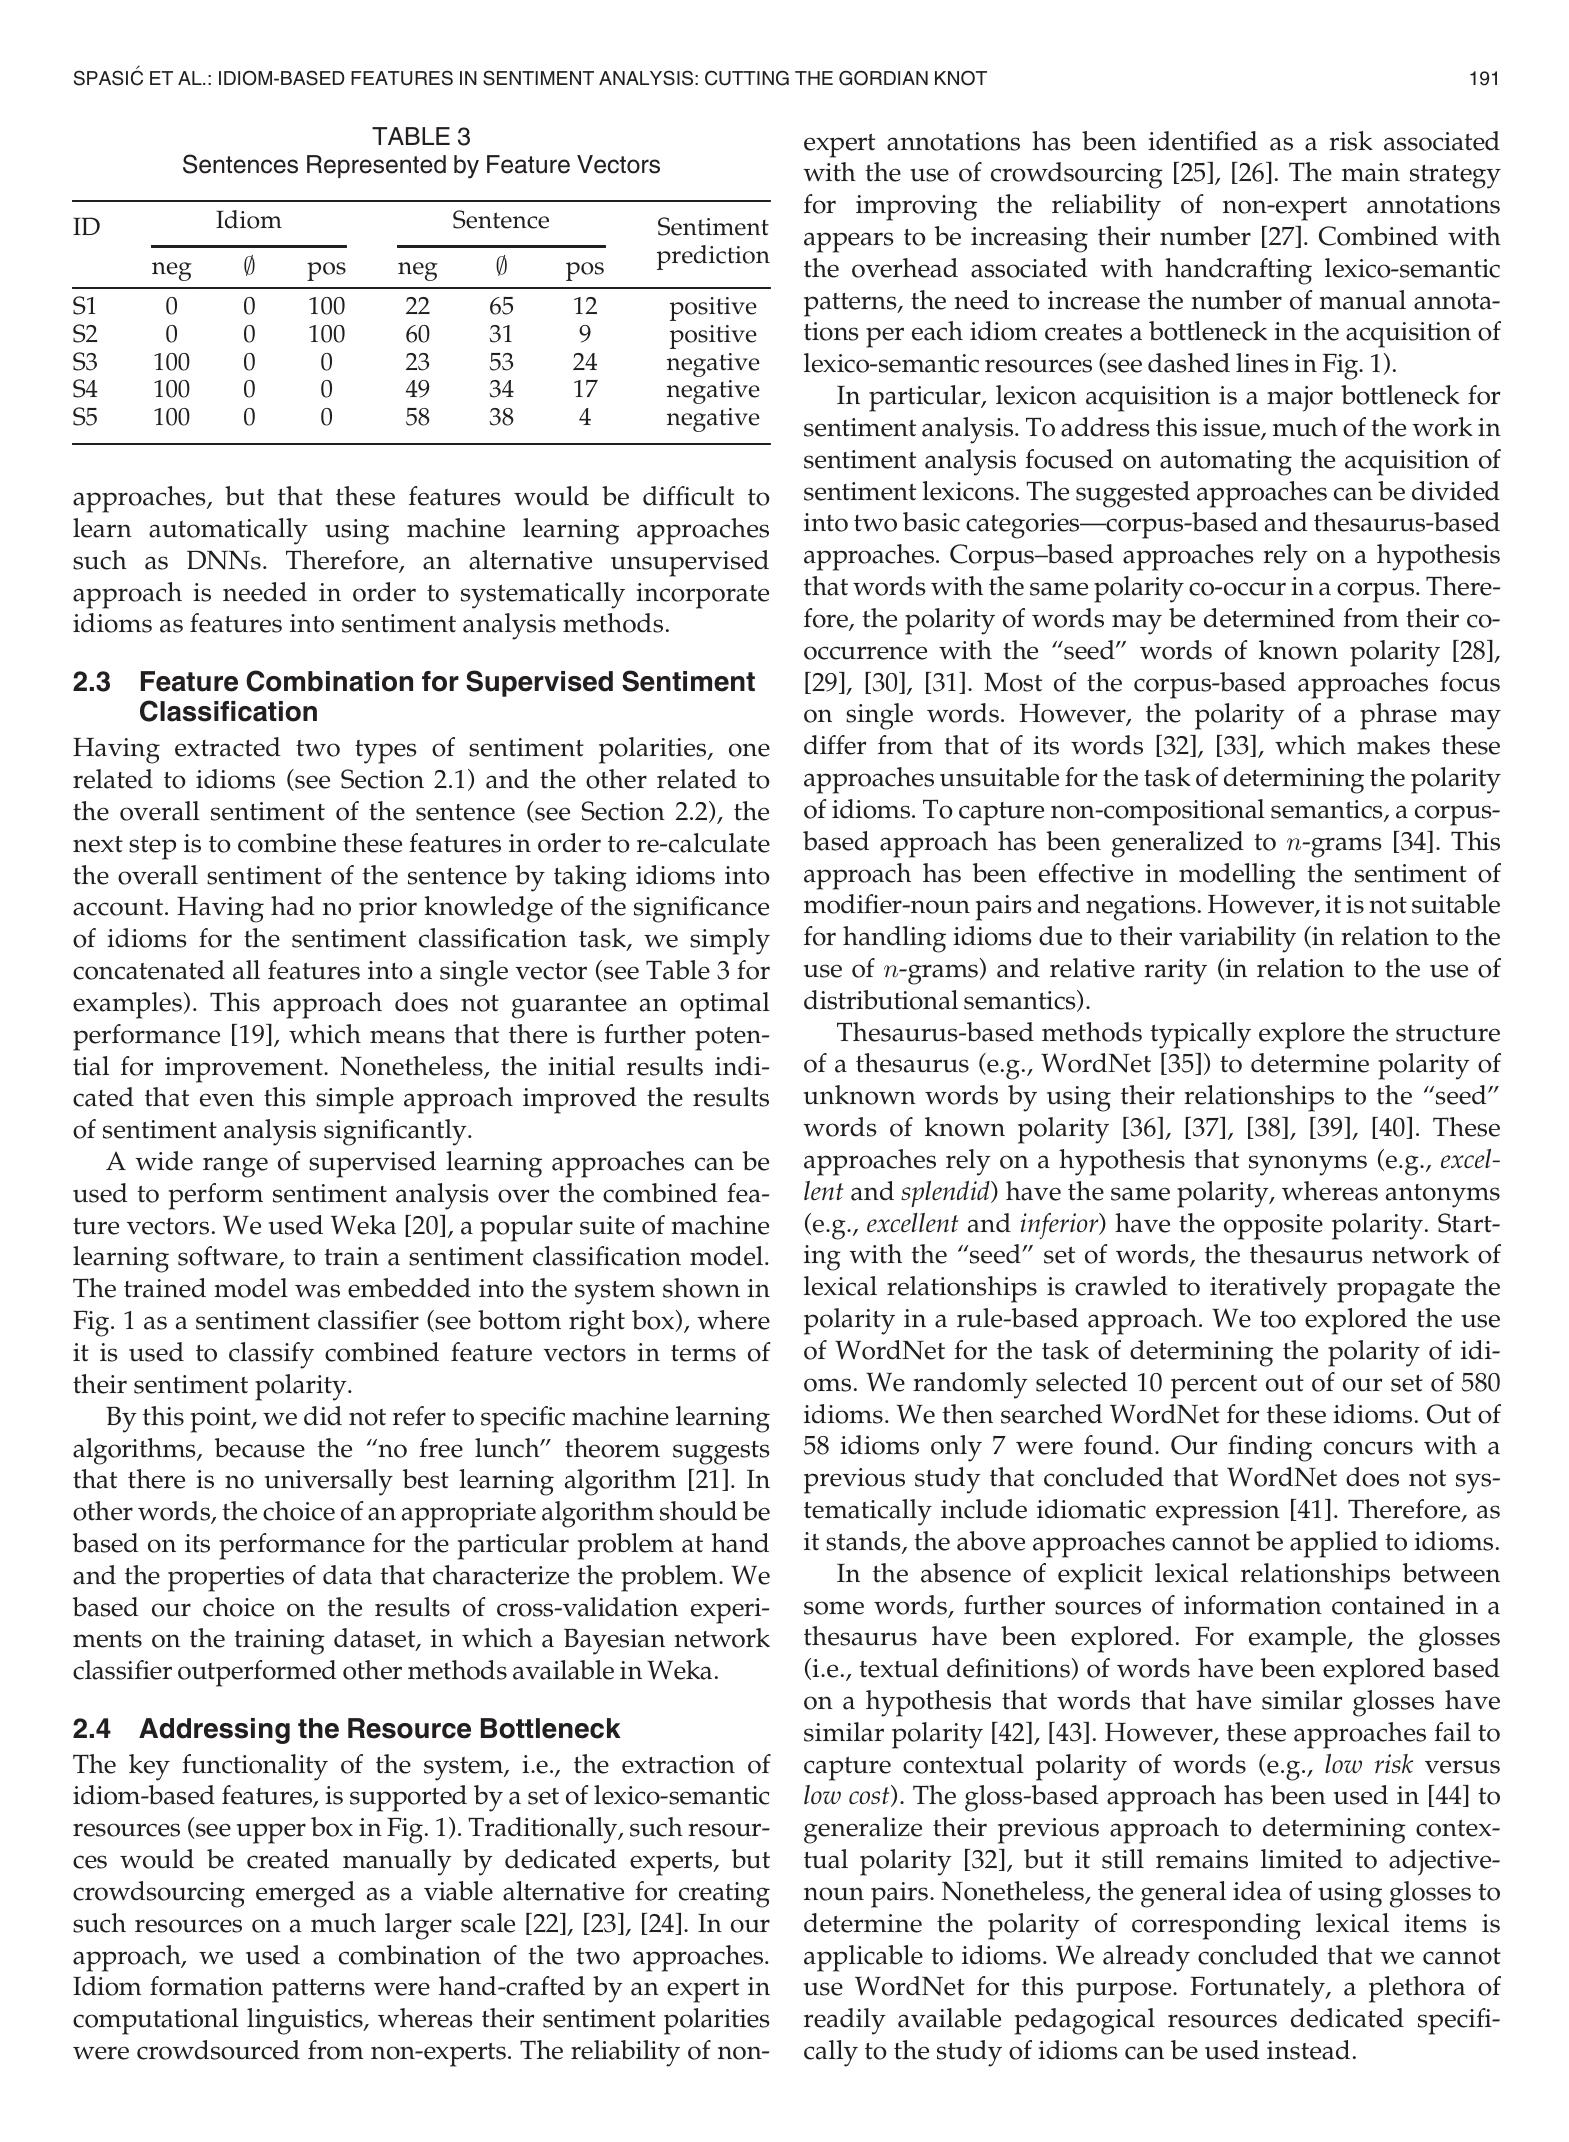 SPASIĆ ET AL.: IDIOM-BASED FEATURES IN SENTIMENT ANALYSIS: CUTTING THE GORDIAN KNOT 191
TABLE 3
Sentences Represented by Feature Vectors
ID Idiom Sentence Sentiment prediction
neg ∅ pos neg ∅ pos
S1 0 0 100 22 65 12 positive
S2 0 0 100 60 31 9 positive
S3 100 0 0 23 53 24 negative
S4 100 0 0 49 34 17 negative
S5 100 0 0 58 38 4 negative
approaches, but that these features would be difficult to
learn automatically using machine learning approaches
such as DNNs. Therefore, an alternative unsupervised
approach is needed in order to systematically incorporate
idioms as features into sentiment analysis methods.
2.3 Feature Combination for Supervised Sentiment
Classification
Having extracted two types of sentiment polarities, one
related to idioms (see Section 2.1) and the other related to
the overall sentiment of the sentence (see Section 2.2), the
next step is to combine these features in order to re-calculate
the overall sentiment of the sentence by taking idioms into
account. Having had no prior knowledge of the significance
of idioms for the sentiment classification task, we simply
concatenated all features into a single vector (see Table 3 for
examples). This approach does not guarantee an optimal
performance [19], which means that there is further poten-
tial for improvement. Nonetheless, the initial results indi-
cated that even this simple approach improved the results
of sentiment analysis significantly.
A wide range of supervised learning approaches can be
used to perform sentiment analysis over the combined fea-
ture vectors. We used Weka [20], a popular suite of machine
learning software, to train a sentiment classification model.
The trained model was embedded into the system shown in
Fig. 1 as a sentiment classifier (see bottom right box), where
it is used to classify combined feature vectors in terms of
their sentiment polarity.
By this point, we did not refer to specific machine learning
algorithms, because the “no free lunch” theorem suggests
that there is no universally best learning algorithm [21]. In
other words, the choice of an appropriate algorithm should be
based on its performance for the particular problem at hand
and the properties of data that characterize the problem. We
based our choice on the results of cross-validation experi-
ments on the training dataset, in which a Bayesian network
classifier outperformed other methods available in Weka.
2.4 Addressing the Resource Bottleneck
The key functionality of the system, i.e., the extraction of
idiom-based features, is supported by a set of lexico-semantic
resources (see upper box in Fig. 1). Traditionally, such resour-
ces would be created manually by dedicated experts, but
crowdsourcing emerged as a viable alternative for creating
such resources on a much larger scale [22], [23], [24]. In our
approach, we used a combination of the two approaches.
Idiom formation patterns were hand-crafted by an expert in
computational linguistics, whereas their sentiment polarities
were crowdsourced from non-experts. The reliability of non-
expert annotations has been identified as a risk associated
with the use of crowdsourcing [25], [26]. The main strategy
for improving the reliability of non-expert annotations
appears to be increasing their number [27]. Combined with
the overhead associated with handcrafting lexico-semantic
patterns, the need to increase the number of manual annota-
tions per each idiom creates a bottleneck in the acquisition of
lexico-semantic resources (see dashed lines in Fig. 1).
In particular, lexicon acquisition is a major bottleneck for
sentiment analysis. To address this issue, much of the work in
sentiment analysis focused on automating the acquisition of
sentiment lexicons. The suggested approaches can be divided
into two basic categories—corpus-based and thesaurus-based
approaches. Corpus–based approaches rely on a hypothesis
that words with the same polarity co-occur in a corpus. There-
fore, the polarity of words may be determined from their co-
occurrence with the “seed” words of known polarity [28],
[29], [30], [31]. Most of the corpus-based approaches focus
on single words. However, the polarity of a phrase may
differ from that of its words [32], [33], which makes these
approaches unsuitable for the task of determining the polarity
of idioms. To capture non-compositional semantics, a corpus-
based approach has been generalized to n-grams [34]. This
approach has been effective in modelling the sentiment of
modifier-noun pairs and negations. However, it is not suitable
for handling idioms due to their variability (in relation to the
use of n-grams) and relative rarity (in relation to the use of
distributional semantics).
Thesaurus-based methods typically explore the structure
of a thesaurus (e.g., WordNet [35]) to determine polarity of
unknown words by using their relationships to the “seed”
words of known polarity [36], [37], [38], [39], [40]. These
approaches rely on a hypothesis that synonyms (e.g., excel-
lent and splendid) have the same polarity, whereas antonyms
(e.g., excellent and inferior) have the opposite polarity. Start-
ing with the “seed” set of words, the thesaurus network of
lexical relationships is crawled to iteratively propagate the
polarity in a rule-based approach. We too explored the use
of WordNet for the task of determining the polarity of idi-
oms. We randomly selected 10 percent out of our set of 580
idioms. We then searched WordNet for these idioms. Out of
58 idioms only 7 were found. Our finding concurs with a
previous study that concluded that WordNet does not sys-
tematically include idiomatic expression [41]. Therefore, as
it stands, the above approaches cannot be applied to idioms.
In the absence of explicit lexical relationships between
some words, further sources of information contained in a
thesaurus have been explored. For example, the glosses
(i.e., textual definitions) of words have been explored based
on a hypothesis that words that have similar glosses have
similar polarity [42], [43]. However, these approaches fail to
capture contextual polarity of words (e.g., low risk versus
low cost). The gloss-based approach has been used in [44] to
generalize their previous approach to determining contex-
tual polarity [32], but it still remains limited to adjective-
noun pairs. Nonetheless, the general idea of using glosses to
determine the polarity of corresponding lexical items is
applicable to idioms. We already concluded that we cannot
use WordNet for this purpose. Fortunately, a plethora of
readily available pedagogical resources dedicated specifi-
cally to the study of idioms can be used instead.